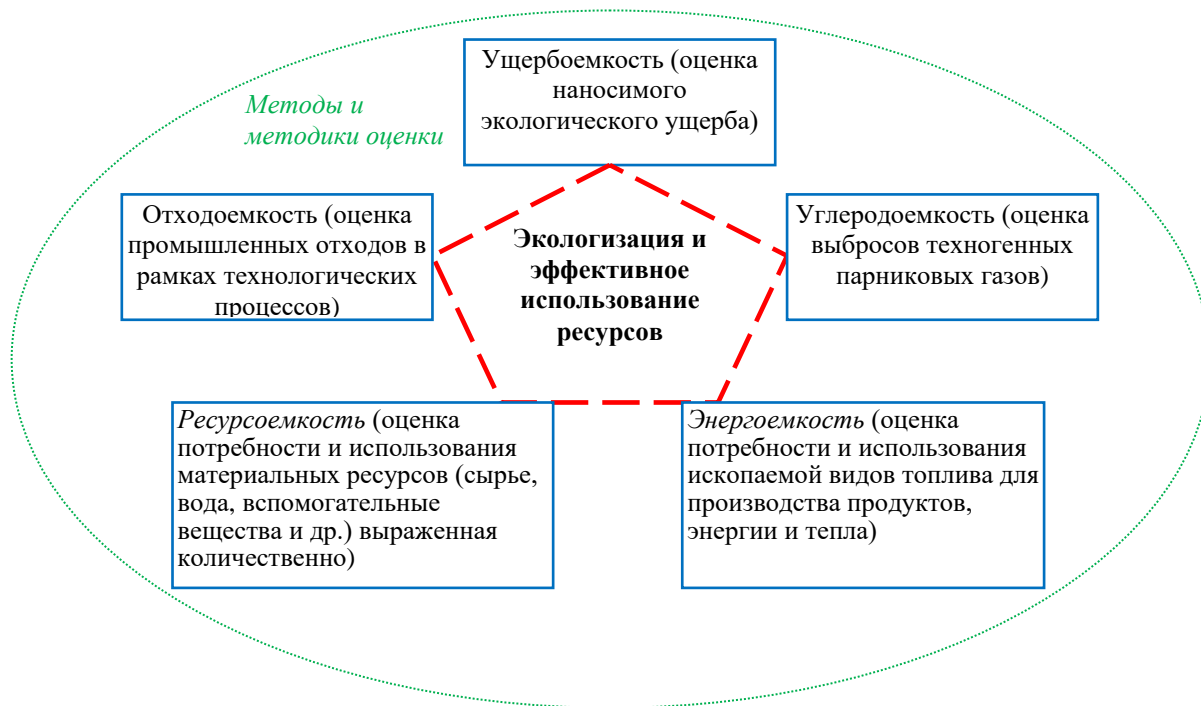 Ущербоемкость (оценка
наносимого
экологического ущерба)
Методы и
методики оценки
Отходоемкость (оценка
промышленных отходов в
рамках технологических
процессов)
Экологизация и
эффективное
использование
ресурсов
Углеродоемкость (оценка
выбросов техногенных
парниковых газов)
Ресурсоемкость (оценка
потребности и использования
материальных ресурсов (сырье,
вода, вспомогательные
вещества и др.) выраженная
количественно)
Энергоемкость (оценка
потребности и использования
ископаемой видов топлива для
производства продуктов,
энергии и тепла)